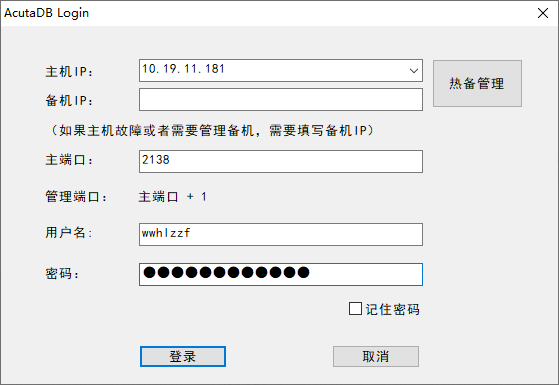 AcutaDB Login
主机IP： 10.19.11.181 热备管理
备机IP：
（如果主机故障或者需要管理备机，需要填写备机IP）
主端口： 2138
管理端口： 主端口 + 1
用户名： wwhlzzf
密码： ●●●●●●●●●●●●
记住密码
登录 取消